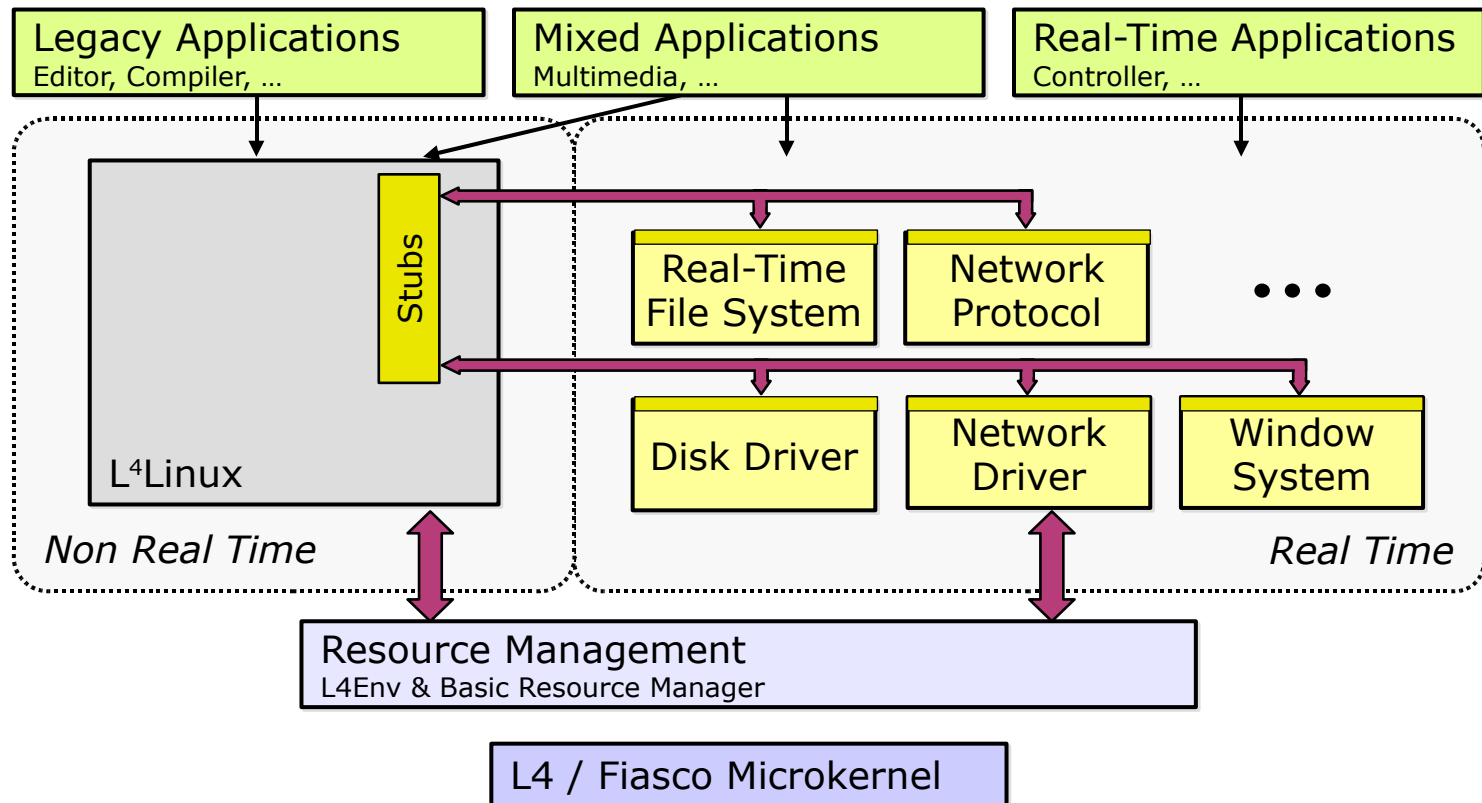 Legacy Applications
Editor, Compiler, ...
Mixed Applications
Multimedia, ...
Real-Time Applications
Controller, ...
Stubs
Real-Time
File System
Network
Protocol
...
Disk Driver
Network
Driver
Window
System
L⁴Linux
Non Real Time
Real Time
Resource Management
L4Env & Basic Resource Manager
L4 / Fiasco Microkernel